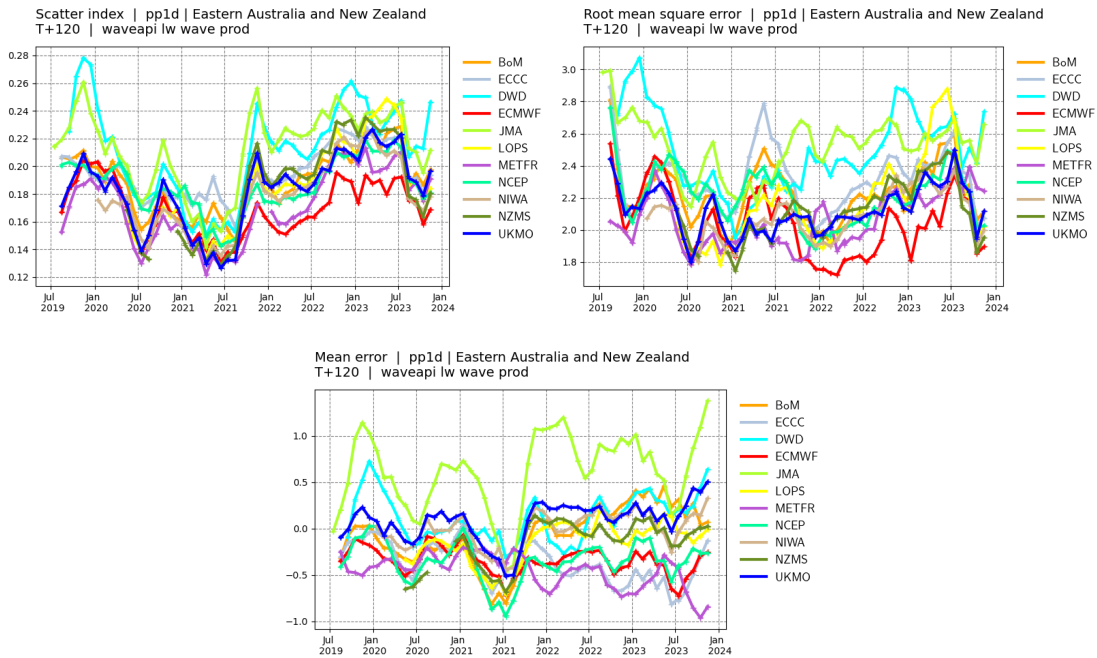 Scatter index | pp1d | Eastern Australia and New Zealand
T+120 | waveapi lw wave prod
0.28
0.26
0.24
0.22
0.20
0.18
0.16
0.14
0.12
Jul Jan Jul Jan Jul Jan Jul Jan Jul Jan
2019 2020 2020 2021 2021 2022 2022 2023 2023 2024
BoM
ECCC
DWD
ECMWF
JMA
LOPS
METFR
NCEP
NIWA
NZMS
UKMO
Root mean square error | pp1d | Eastern Australia and New Zealand
T+120 | waveapi lw wave prod
3.0
2.8
2.6
2.4
2.2
2.0
1.8
Jul Jan Jul Jan Jul Jan Jul Jan Jul Jan
2019 2020 2020 2021 2021 2022 2022 2023 2023 2024
BoM
ECCC
DWD
ECMWF
JMA
LOPS
METFR
NCEP
NIWA
NZMS
UKMO
Mean error | pp1d | Eastern Australia and New Zealand
T+120 | waveapi lw wave prod
1.0
0.5
0.0
−0.5
−1.0
Jul Jan Jul Jan Jul Jan Jul Jan Jul Jan
2019 2020 2020 2021 2021 2022 2022 2023 2023 2024
BoM
ECCC
DWD
ECMWF
JMA
LOPS
METFR
NCEP
NIWA
NZMS
UKMO